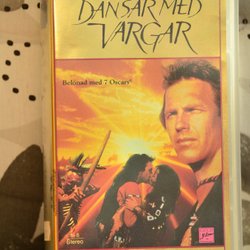 DANSAR MED
VARGAR
Belönad med 7 Oscars
Stereo